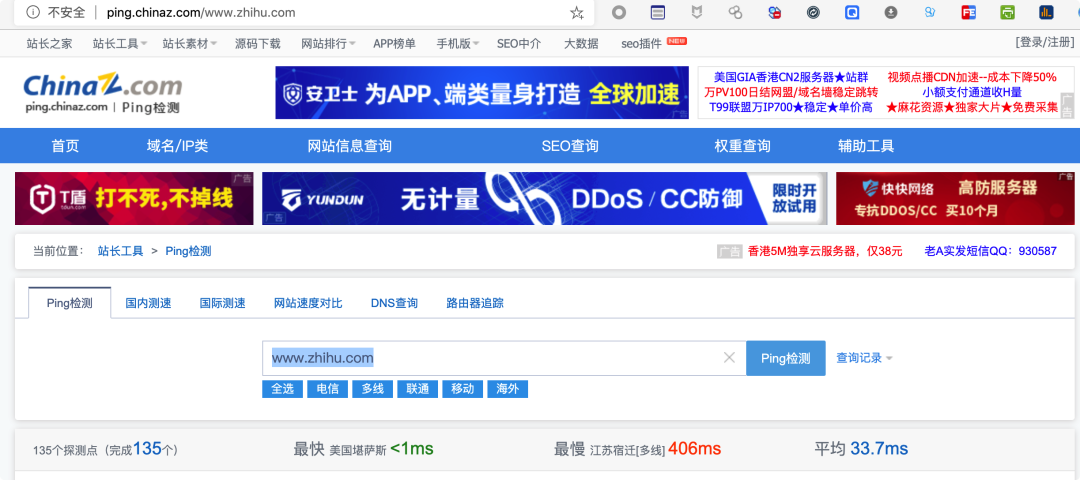 不安全 | ping.chinaz.com/www.zhihu.com
站长之家 站长工具 站长素材 源码下载 网站排行 APP榜单 手机版 SEO中介 大数据 seo插件 [登录/注册]
ChinaZ.com
ping.chinaz.com | Ping检测
安卫士 为APP、端类量身打造 全球加速
广告
美国GIA香港CN2服务器★站群 视频点播CDN加速--成本下降50%
万PV100日结网盟/域名墙稳定跳转 小额支付通道收H量
T99联盟万IP700★稳定★单价高 ★麻花资源★独家大片★免费采集
广告
首页 域名/IP类 网站信息查询 SEO查询 权重查询 辅助工具
T盾 打不死,不掉线
tdun.com
广告
YUNDUN 无计量 DDoS / CC防御 限时开放试用
广告
快快网络 高防服务器
专抗DDOS/CC 买10个月
广告
当前位置： 站长工具 > Ping检测 广告 香港5M独享云服务器，仅38元 老A实发短信QQ：930587
Ping检测 国内测速 国际测速 网站速度对比 DNS查询 路由器追踪
www.zhihu.com Ping检测 查询记录
全选 电信 多线 联通 移动 海外
135个探测点（完成135个） 最快 美国堪萨斯 <1ms 最慢 江苏宿迁[多线] 406ms 平均 33.7ms